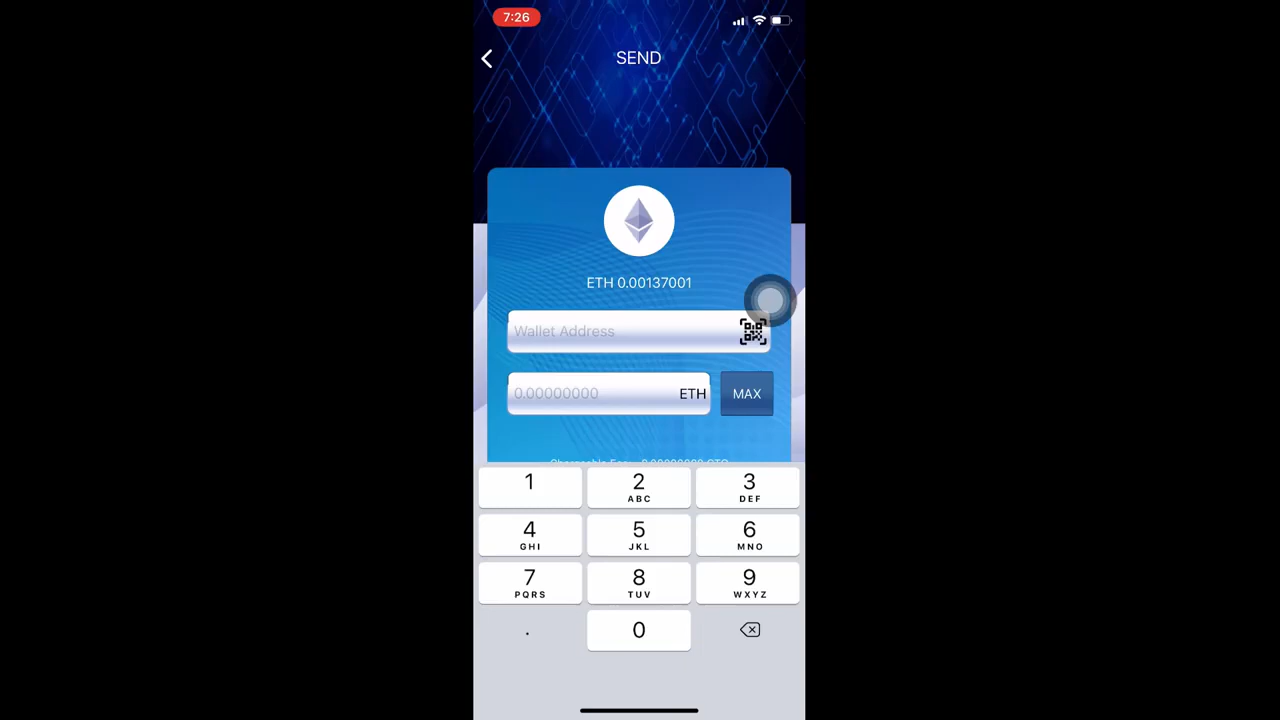 7:26
SEND
ETH 0.00137001
Wallet Address
0.00000000 ETH MAX
1
2 ABC
3 DEF
4 GHI
5 JKL
6 MNO
7 PQRS
8 TUV
9 WXYZ
.
0